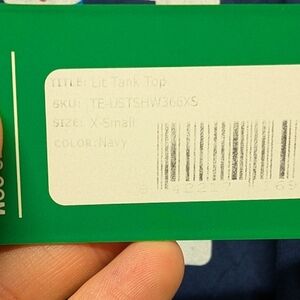 TITLE: Lit Tank Top
SKU: TE-USTSHW366XS
SIZE: X-Small
COLOR: Navy